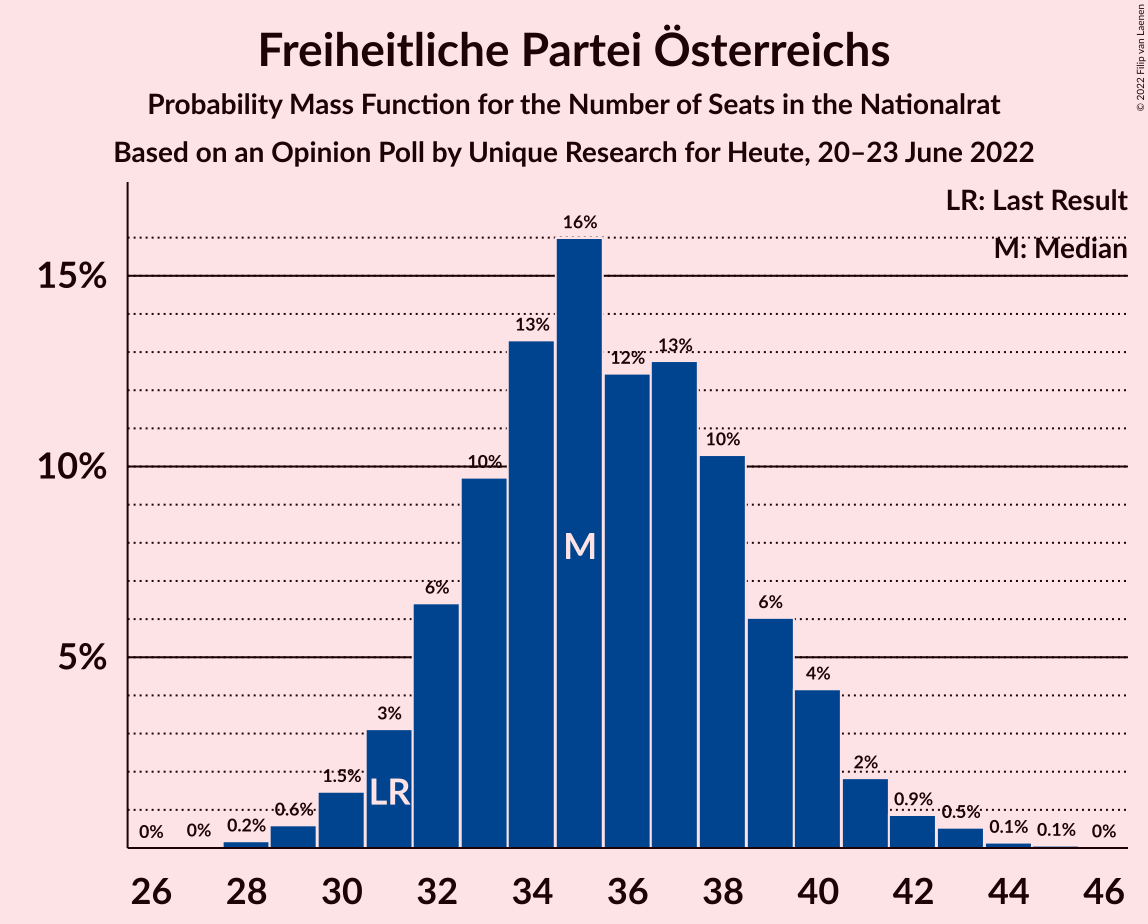 Freiheitliche Partei Österreichs
Probability Mass Function for the Number of Seats in the Nationalrat
Based on an Opinion Poll by Unique Research for Heute, 20–23 June 2022
© 2022 Filip van Laenen
LR: Last Result
M: Median
15%
10%
5%
0%
0%
0.2%
0.6%
1.5%
3%
6%
10%
13%
16%
12%
13%
10%
6%
4%
2%
0.9%
0.5%
0.1%
0.1%
0%
LR
M
26 28 30 32 34 36 38 40 42 44 46